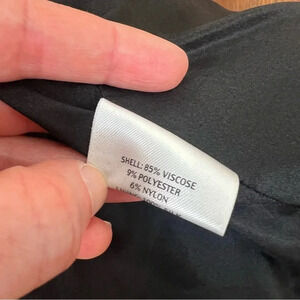 SHELL: 85% VISCOSE
9% POLYESTER
6% NYLON